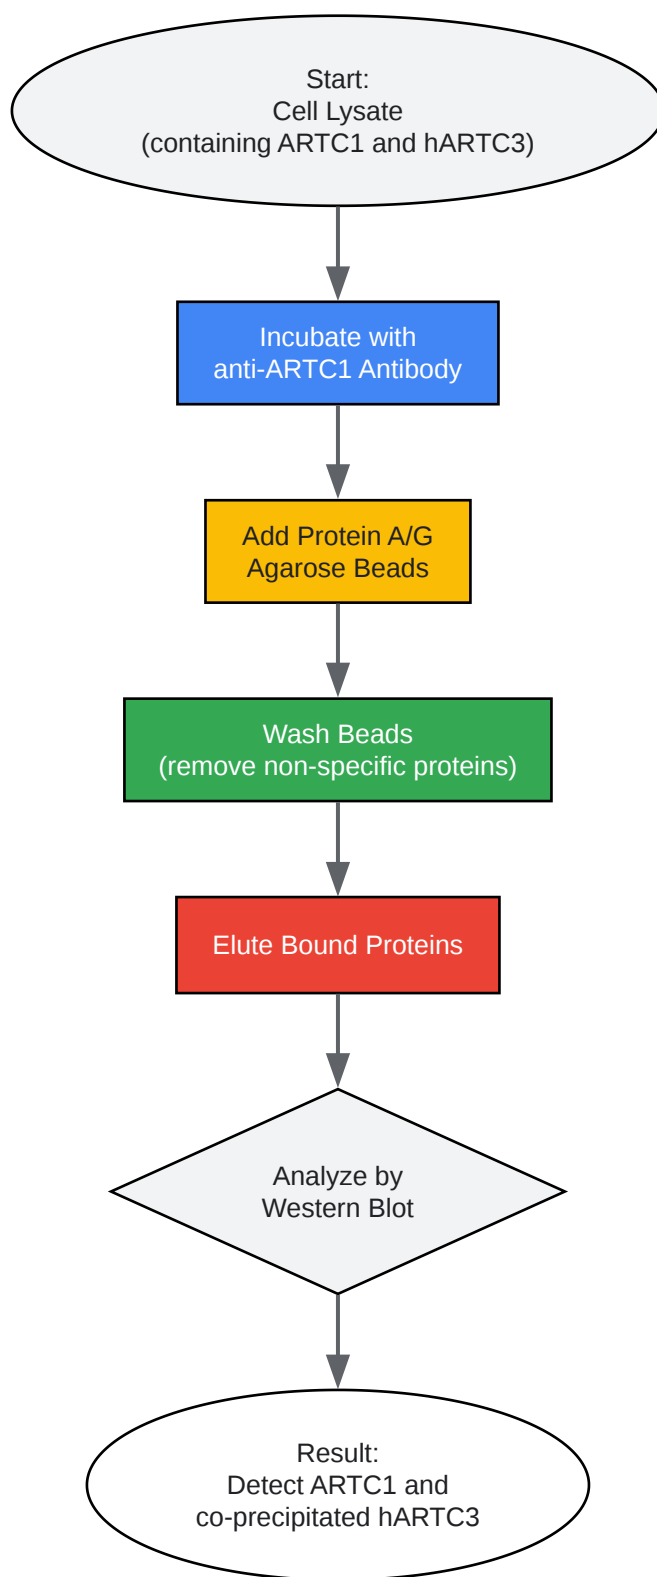 Start:
Cell Lysate
(containing ARTC1 and hARTC3)
Incubate with
anti-ARTC1 Antibody
Add Protein A/G
Agarose Beads
Wash Beads
(remove non-specific proteins)
Elute Bound Proteins
Analyze by
Western Blot
Result:
Detect ARTC1 and
co-precipitated hARTC3